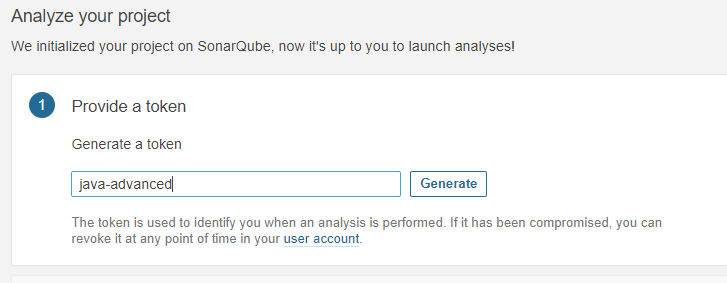 Analyze your project
We initialized your project on SonarQube, now it's up to you to launch analyses!
1 Provide a token
Generate a token
java-advanced Generate
The token is used to identify you when an analysis is performed. If it has been compromised, you can
revoke it at any point of time in your user account.